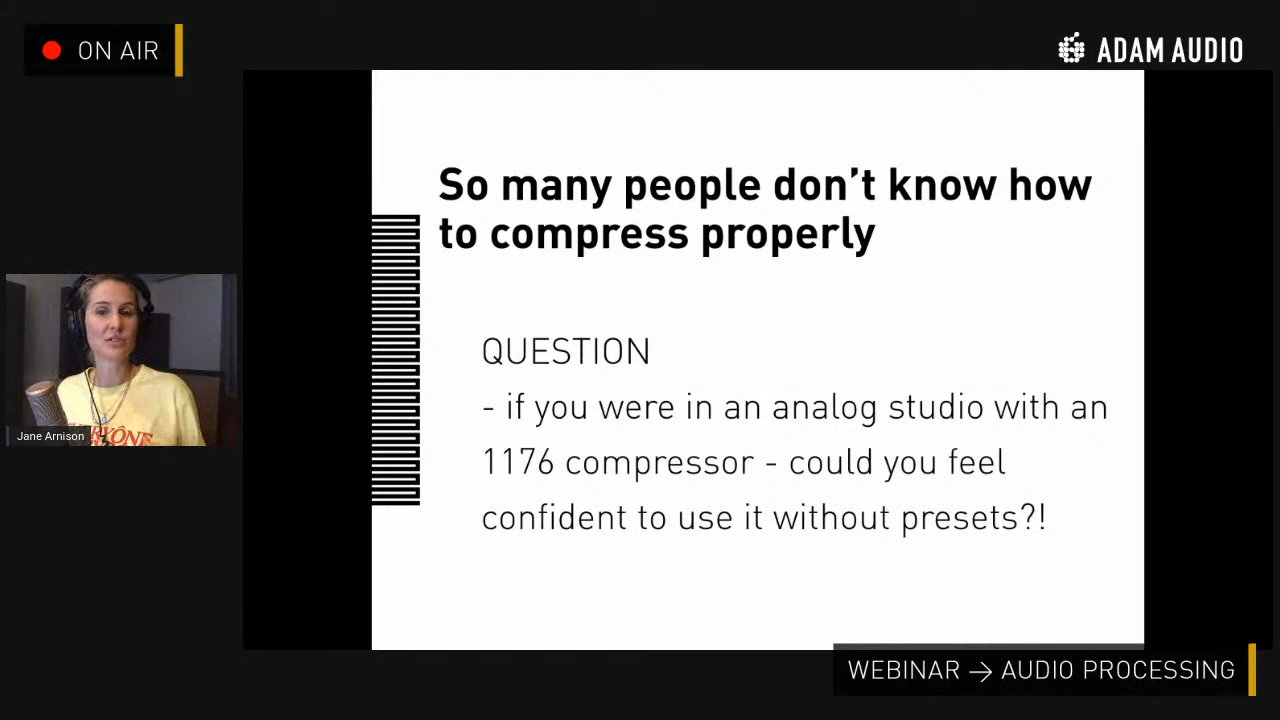 ON AIR
ADAM AUDIO
So many people don’t know how
to compress properly
QUESTION
- if you were in an analog studio with an
1176 compressor - could you feel
confident to use it without presets?!
Jane Arnison
WEBINAR → AUDIO PROCESSING